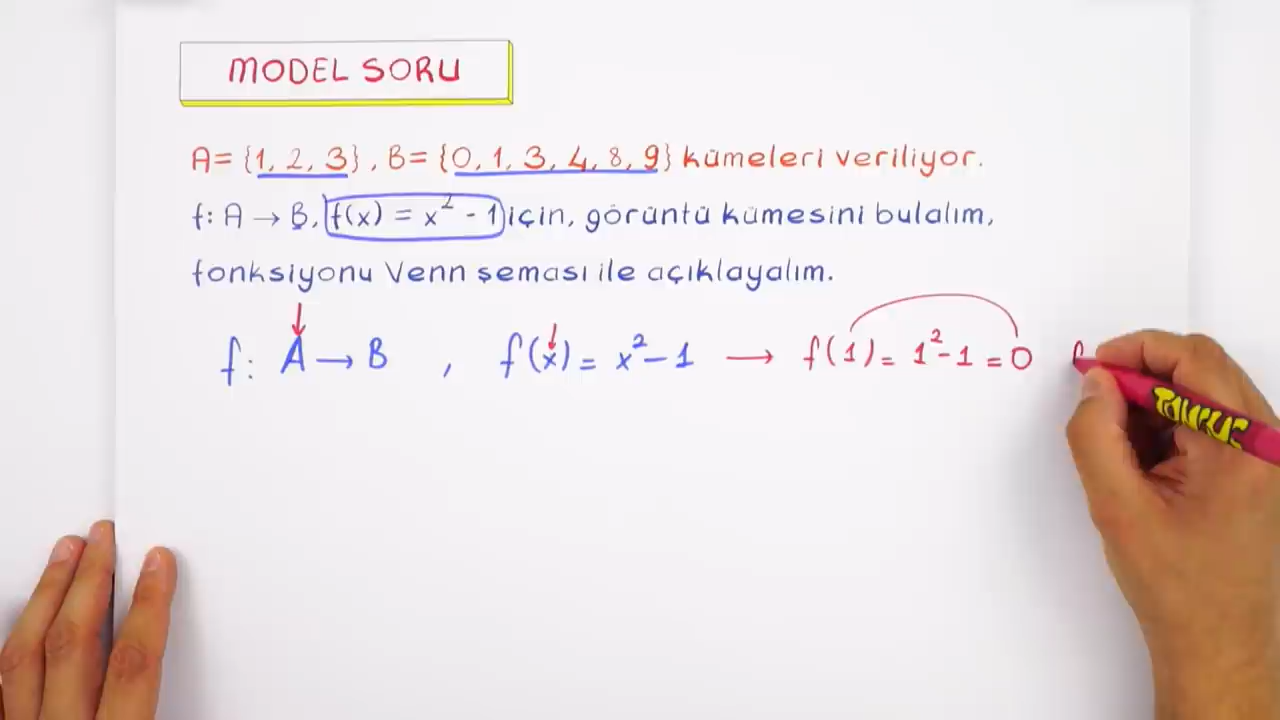 MODEL SORU
A= {1, 2, 3} , B= {0, 1, 3, 4, 8, 9} kümeleri veriliyor.
f: A → B, f(x) = x² - 1 için, görüntü kümesini bulalım,
fonksiyonu Venn şeması ile açıklayalım.
f: A → B , f(x) = x² - 1 → f(1) = 1² - 1 = 0 f